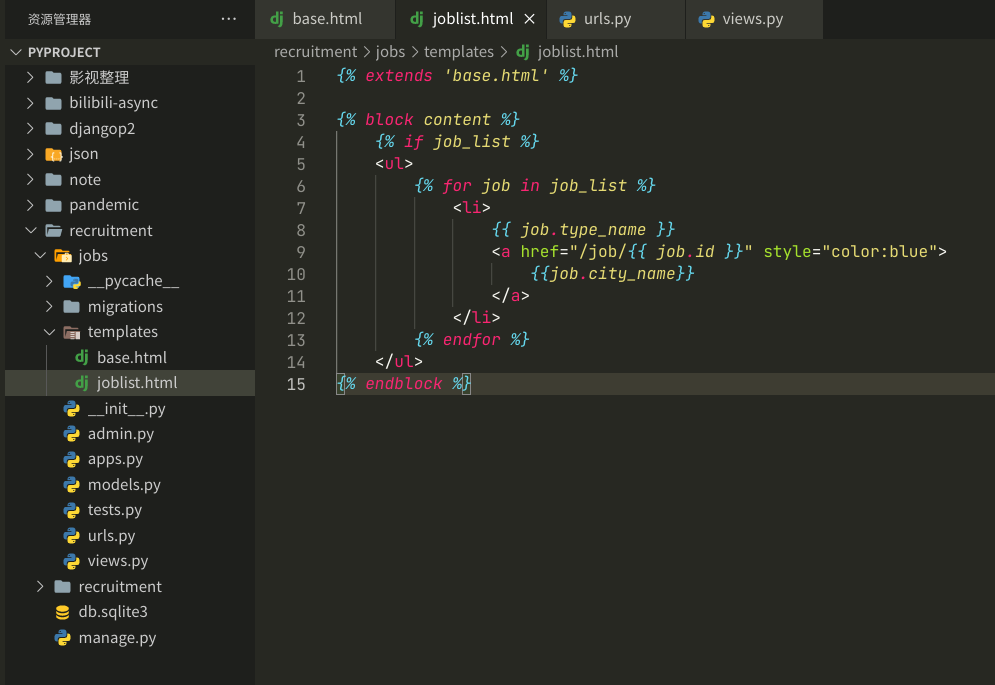 资源管理器 ···
PYPROJECT
影视整理
bilibili-async
djangop2
json
note
pandemic
recruitment
jobs
__pycache__
migrations
templates
base.html
joblist.html
__init__.py
admin.py
apps.py
models.py
tests.py
urls.py
views.py
recruitment
db.sqlite3
manage.py
dj base.html dj joblist.html × urls.py views.py
recruitment > jobs > templates > dj joblist.html
1 {% extends 'base.html' %}
2
3 {% block content %}
4 {% if job_list %}
5 <ul>
6 {% for job in job_list %}
7 <li>
8 {{ job.type_name }}
9 <a href="/job/{{ job.id }}" style="color:blue">
10 {{job.city_name}}
11 </a>
12 </li>
13 {% endfor %}
14 </ul>
15 {% endblock %}